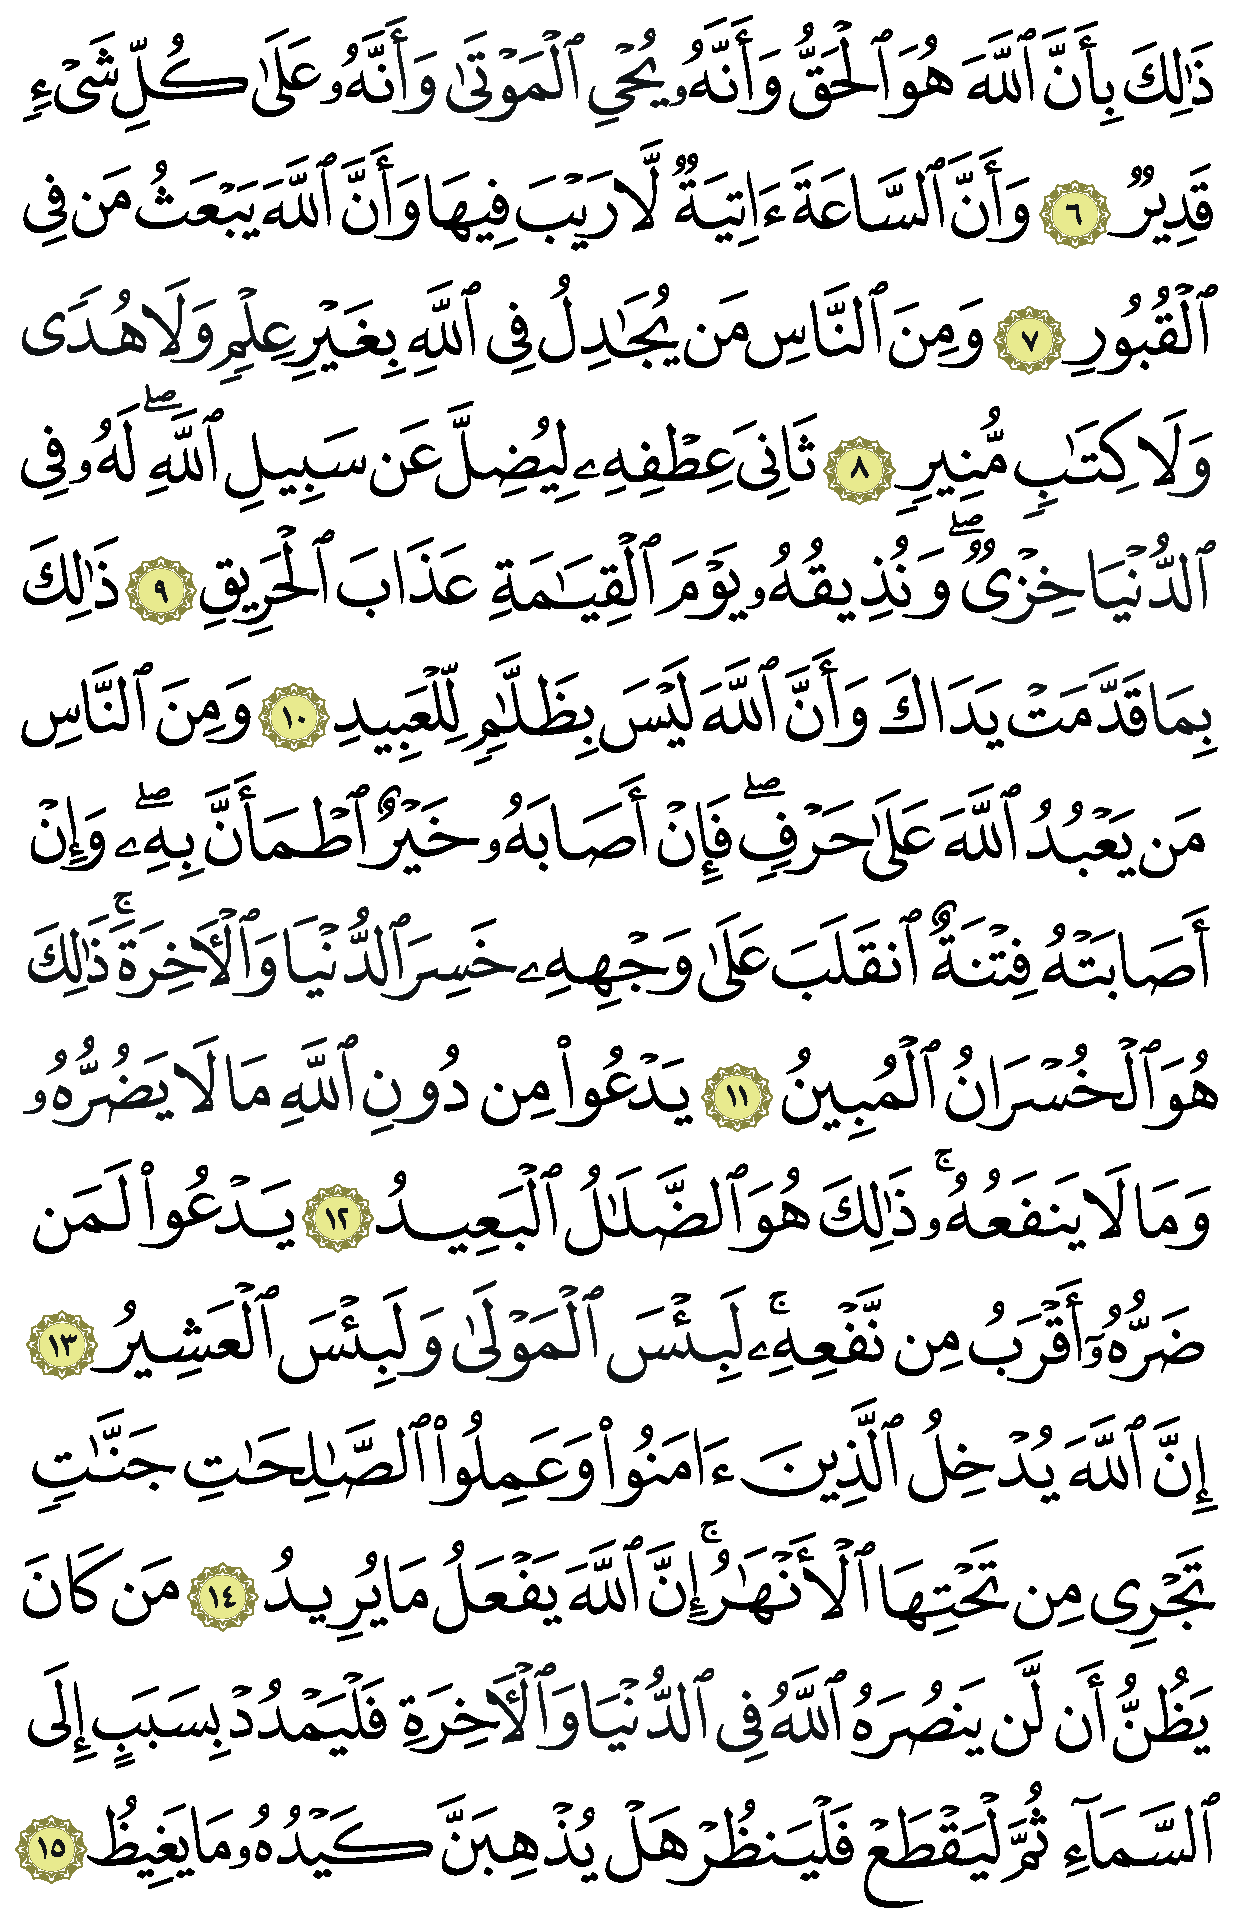 ذَٰلِكَ بِأَنَّ ٱللَّهَ هُوَ ٱلْحَقُّ وَأَنَّهُۥ يُحْىِ ٱلْمَوْتَىٰ وَأَنَّهُۥ عَلَىٰ كُلِّ شَىْءٍ
قَدِيرٌ ٦ وَأَنَّ ٱلسَّاعَةَ ءَاتِيَةٌ لَّا رَيْبَ فِيهَا وَأَنَّ ٱللَّهَ يَبْعَثُ مَن فِى
ٱلْقُبُورِ ٧ وَمِنَ ٱلنَّاسِ مَن يُجَٰدِلُ فِى ٱللَّهِ بِغَيْرِ عِلْمٍ وَلَا هُدًى
وَلَا كِتَٰبٍ مُّنِيرٍ ٨ ثَانِىَ عِطْفِهِۦ لِيُضِلَّ عَن سَبِيلِ ٱللَّهِ ۖ لَهُۥ فِى
ٱلدُّنْيَا خِزْىٌ ۖ وَنُذِيقُهُۥ يَوْمَ ٱلْقِيَٰمَةِ عَذَابَ ٱلْحَرِيقِ ٩ ذَٰلِكَ
بِمَا قَدَّمَتْ يَدَاكَ وَأَنَّ ٱللَّهَ لَيْسَ بِظَلَّٰمٍ لِّلْعَبِيدِ ١٠ وَمِنَ ٱلنَّاسِ
مَن يَعْبُدُ ٱللَّهَ عَلَىٰ حَرْفٍ ۖ فَإِنْ أَصَابَهُۥ خَيْرٌ ٱطْمَأَنَّ بِهِۦ ۖ وَإِنْ
أَصَابَتْهُ فِتْنَةٌ ٱنقَلَبَ عَلَىٰ وَجْهِهِۦ خَسِرَ ٱلدُّنْيَا وَٱلْأَخِرَةَ ۚ ذَٰلِكَ
هُوَ ٱلْخُسْرَانُ ٱلْمُبِينُ ١١ يَدْعُوا۟ مِن دُونِ ٱللَّهِ مَا لَا يَضُرُّهُۥ
وَمَا لَا يَنفَعُهُۥ ۚ ذَٰلِكَ هُوَ ٱلضَّلَٰلُ ٱلْبَعِيدُ ١٢ يَدْعُوا۟ لَمَن
ضَرُّهُۥٓ أَقْرَبُ مِن نَّفْعِهِۦ ۚ لَبِئْسَ ٱلْمَوْلَىٰ وَلَبِئْسَ ٱلْعَشِيرُ ١٣
إِنَّ ٱللَّهَ يُدْخِلُ ٱلَّذِينَ ءَامَنُوا۟ وَعَمِلُوا۟ ٱلصَّٰلِحَٰتِ جَنَّٰتٍ
تَجْرِى مِن تَحْتِهَا ٱلْأَنْهَٰرُ ۚ إِنَّ ٱللَّهَ يَفْعَلُ مَا يُرِيدُ ١٤ مَن كَانَ
يَظُنُّ أَن لَّن يَنصُرَهُ ٱللَّهُ فِى ٱلدُّنْيَا وَٱلْأَخِرَةِ فَلْيَمْدُدْ بِسَبَبٍ إِلَى
ٱلسَّمَآءِ ثُمَّ لْيَقْطَعْ فَلْيَنظُرْ هَلْ يُذْهِبَنَّ كَيْدُهُۥ مَا يَغِيظُ ١٥